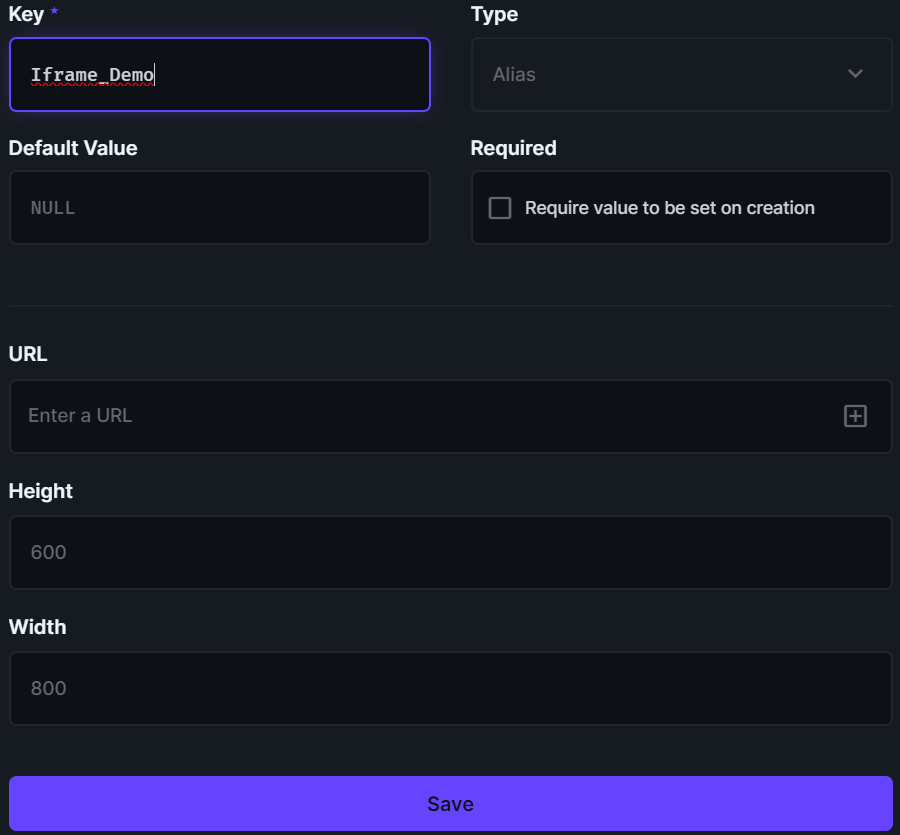 Key *
Type
Iframe_Demo
Alias
Default Value
Required
NULL
Require value to be set on creation
URL
Enter a URL
Height
600
Width
800
Save